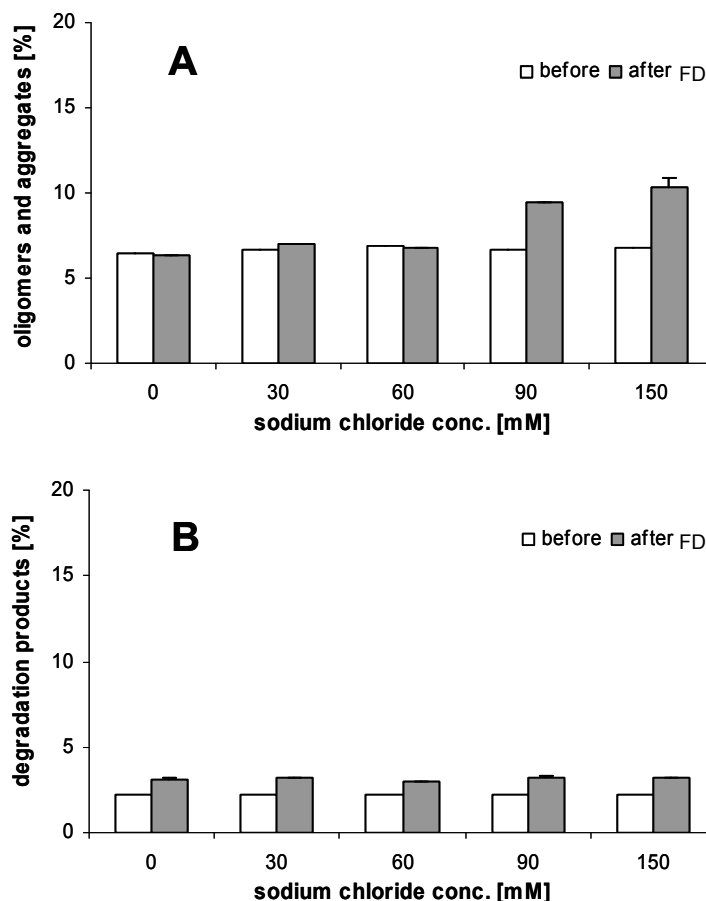 20
A
before after FD
15
10
5
0
oligomers and aggregates [%]
0 30 60 90 150
sodium chloride conc. [mM]
20
B
before after FD
15
10
5
0
degradation products [%]
0 30 60 90 150
sodium chloride conc. [mM]